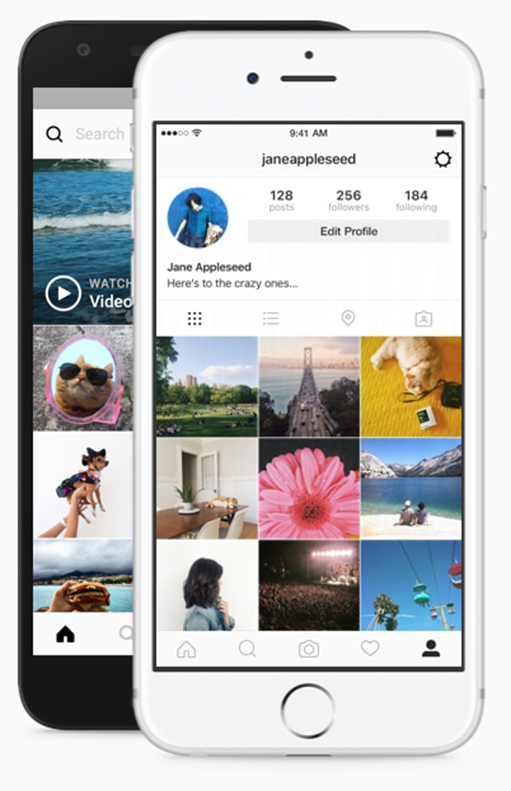 Search
WATCH
Video
9:41 AM
janeappleseed
128
posts
256
followers
184
following
Edit Profile
Jane Appleseed
Here's to the crazy ones...